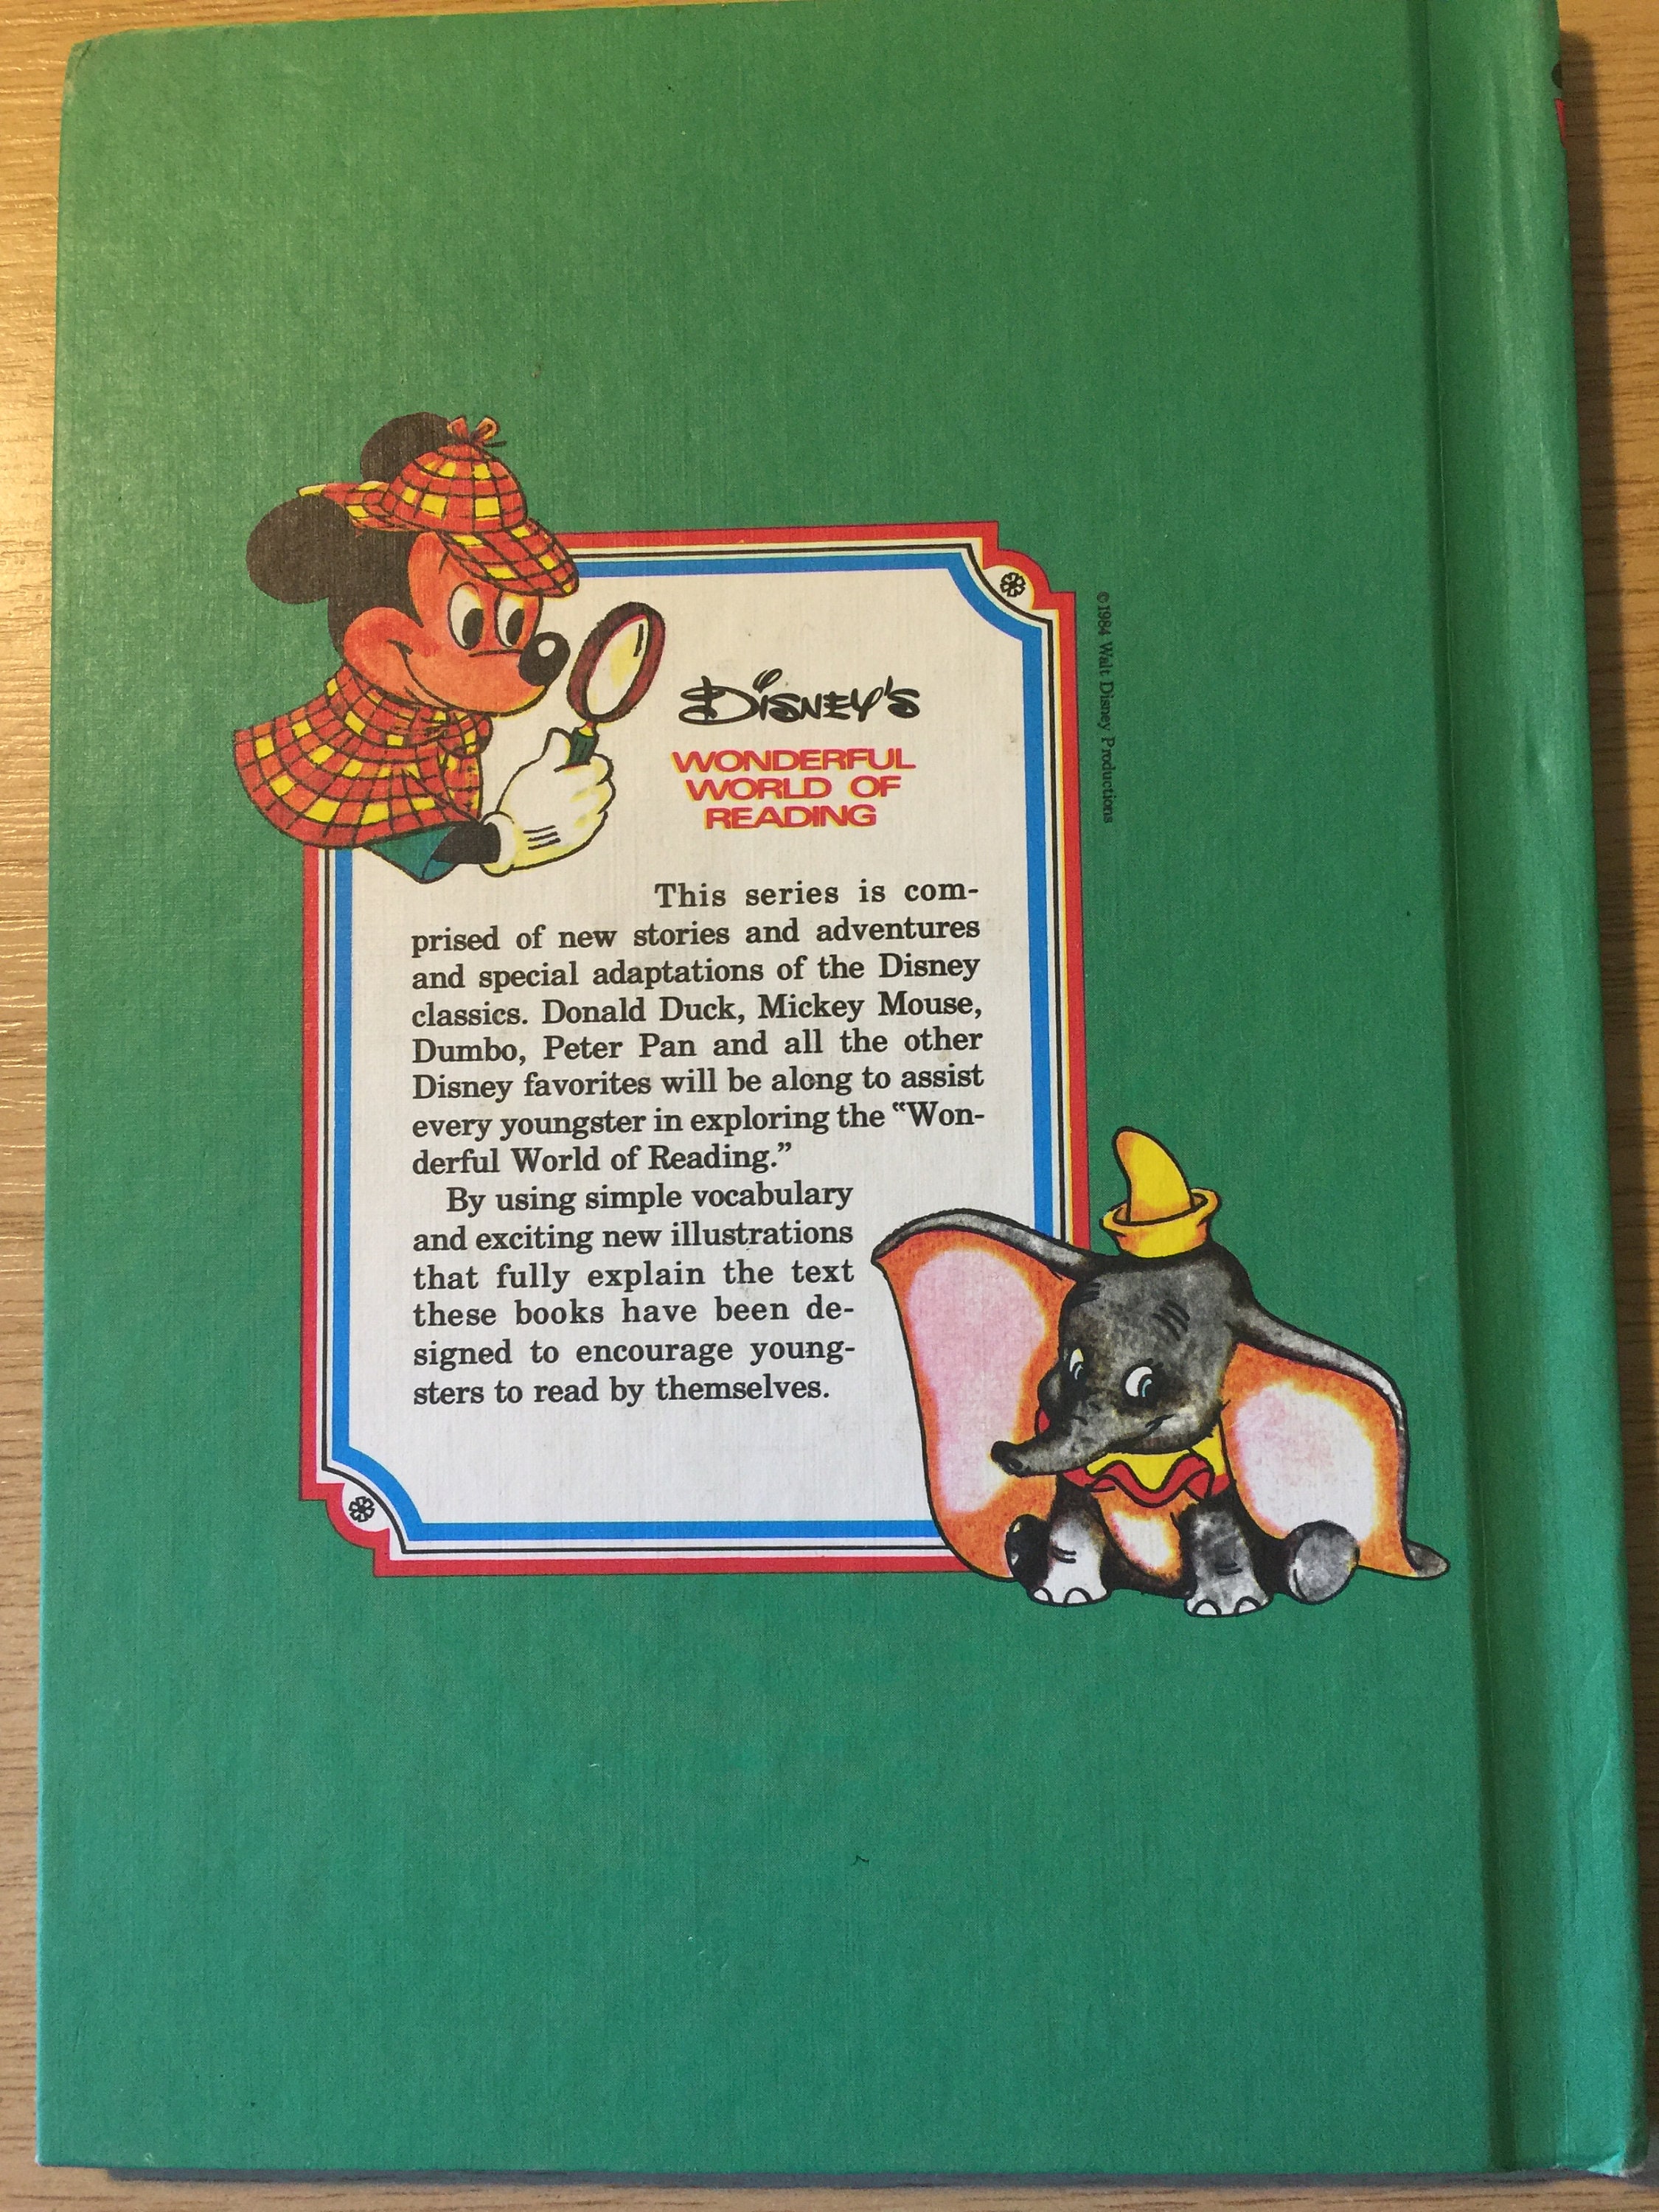 Disney's
WONDERFUL
WORLD OF
READING
This series is com-
prised of new stories and adventures
and special adaptations of the Disney
classics. Donald Duck, Mickey Mouse,
Dumbo, Peter Pan and all the other
Disney favorites will be along to assist
every youngster in exploring the “Won-
derful World of Reading.”
By using simple vocabulary
and exciting new illustrations
that fully explain the text
these books have been de-
signed to encourage young-
sters to read by themselves.
©1984 Walt Disney Productions